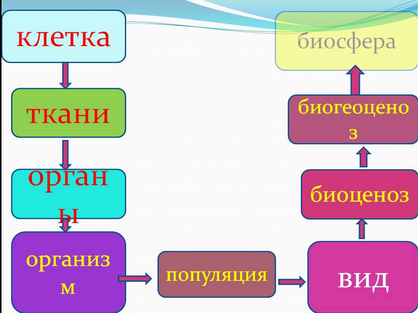 клетка
ткани
орган
ы
организ
м
популяция
вид
биоценоз
биогеоцено
з
биосфера